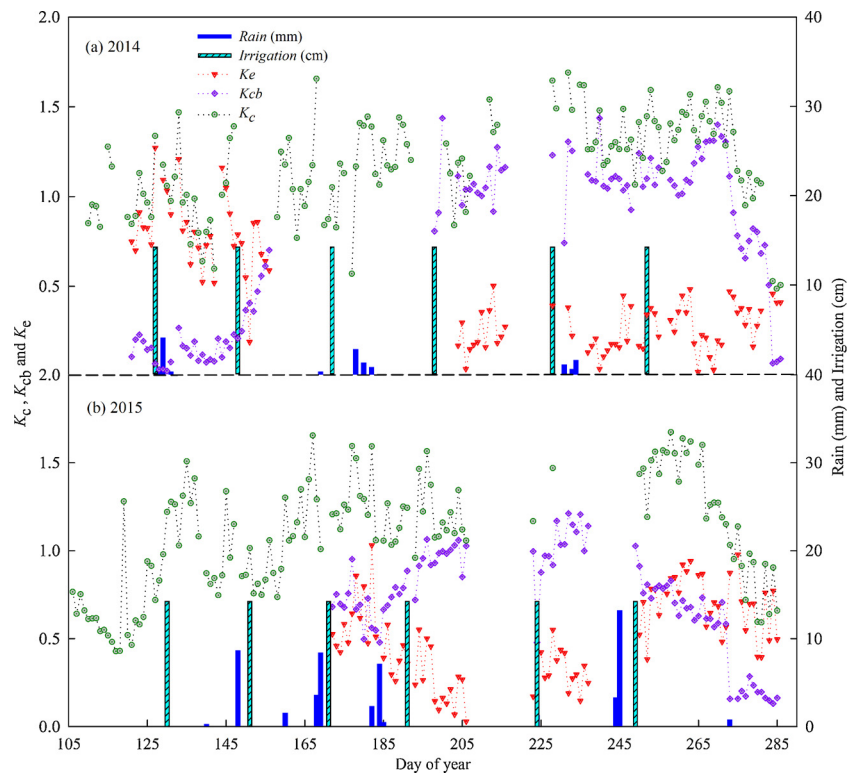 (a) 2014
Rain (mm)
Irrigation (cm)
Ke
Kcb
Kc
2.0
1.5
1.0
0.5
2.0
1.5
1.0
0.5
0.0
40
30
20
10
40
30
20
10
0
Kc , Kcb and Ke
Rain (mm) and Irrigation (cm)
(b) 2015
105 125 145 165 185 205 225 245 265 285
Day of year